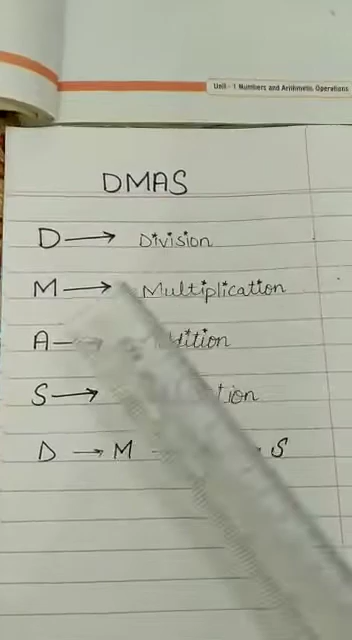 Unit - 1 Numbers and Arithmetic Operations
DMAS
D → Division
M → Multiplication
A →
S →
D → M S